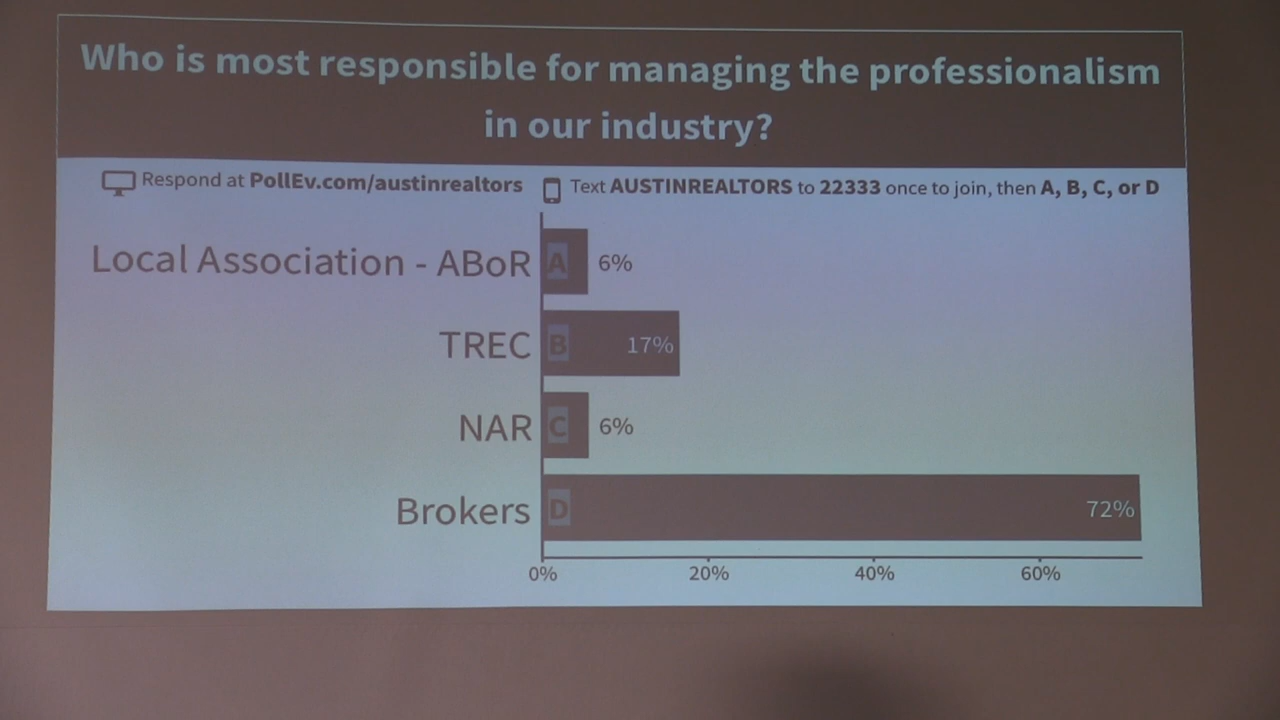 Who is most responsible for managing the professionalism
in our industry?
Respond at PollEv.com/austinrealtors Text AUSTINREALTORS to 22333 once to join, then A, B, C, or D
Local Association - ABoR A 6%
TREC B 17%
NAR C 6%
Brokers D 72%
0% 20% 40% 60%